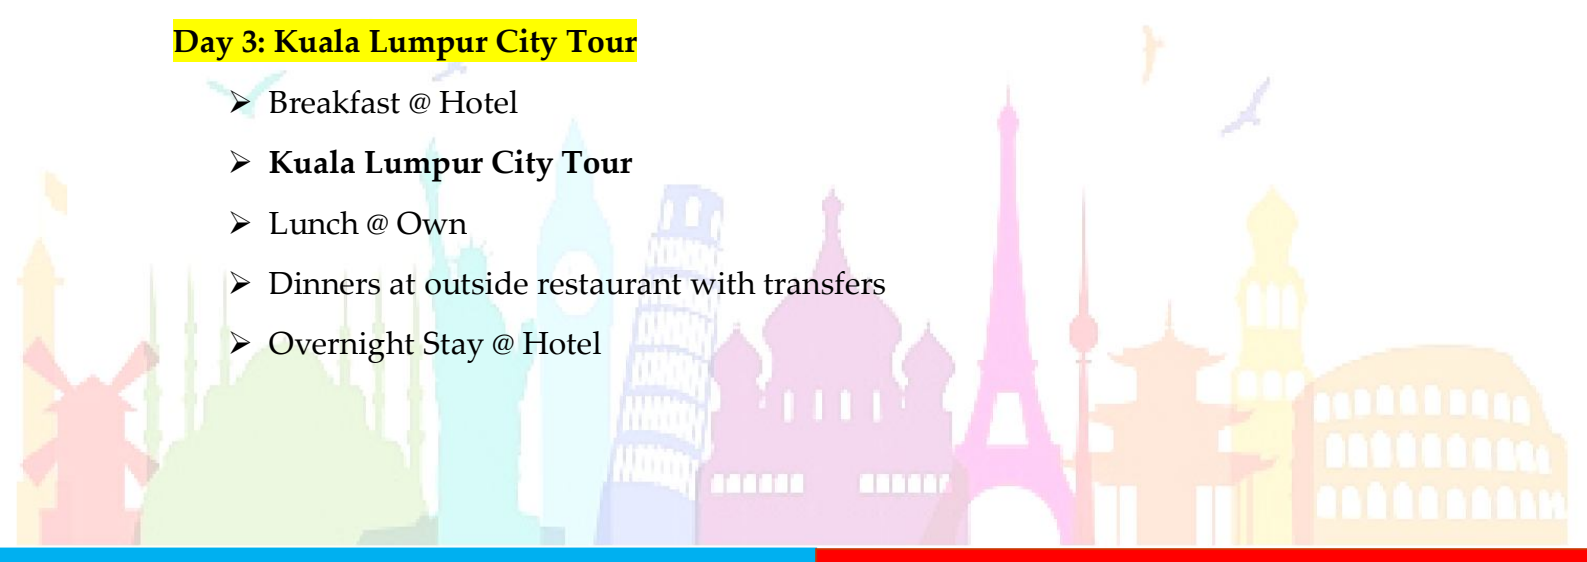 Day 3: Kuala Lumpur City Tour
➢ Breakfast @ Hotel
➢ Kuala Lumpur City Tour
➢ Lunch @ Own
➢ Dinners at outside restaurant with transfers
➢ Overnight Stay @ Hotel